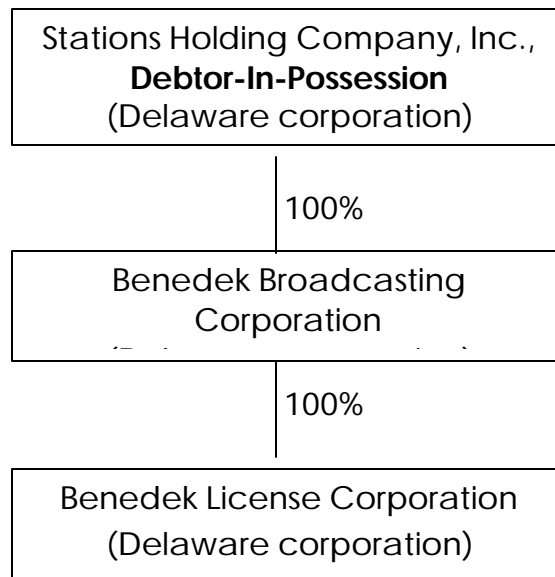 Stations Holding Company, Inc.,
Debtor-In-Possession
(Delaware corporation)
100%
Benedek Broadcasting
Corporation
100%
Benedek License Corporation
(Delaware corporation)